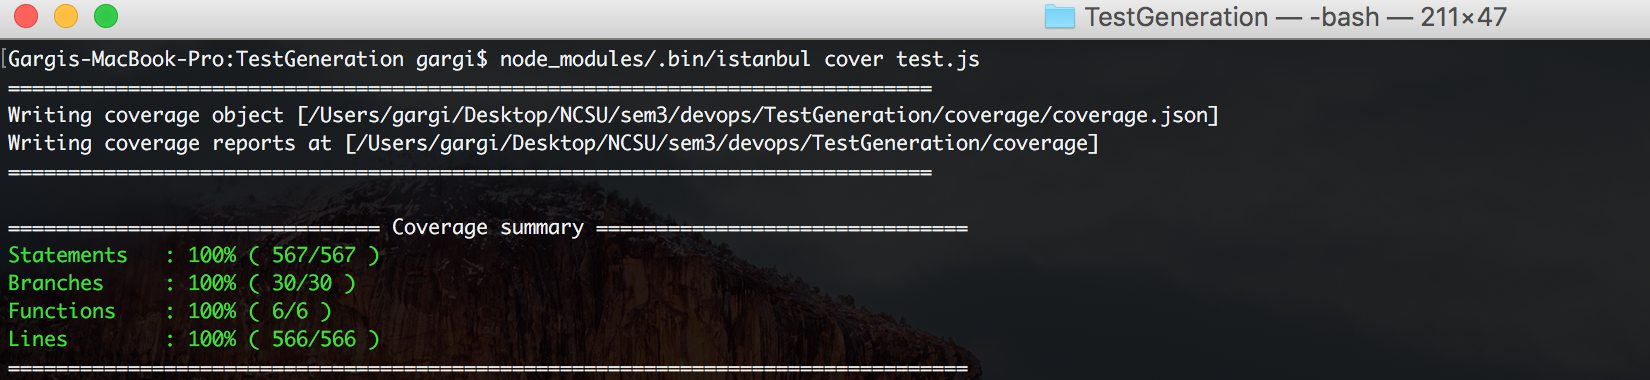 TestGeneration — -bash — 211×47
[Gargis-MacBook-Pro:TestGeneration gargi$ node_modules/.bin/istanbul cover test.js
=============================================================================
Writing coverage object [/Users/gargi/Desktop/NCSU/sem3/devops/TestGeneration/coverage/coverage.json]
Writing coverage reports at [/Users/gargi/Desktop/NCSU/sem3/devops/TestGeneration/coverage]
=============================================================================
=============================== Coverage summary ===============================
Statements   : 100% ( 567/567 )
Branches     : 100% ( 30/30 )
Functions    : 100% ( 6/6 )
Lines        : 100% ( 566/566 )
================================================================================